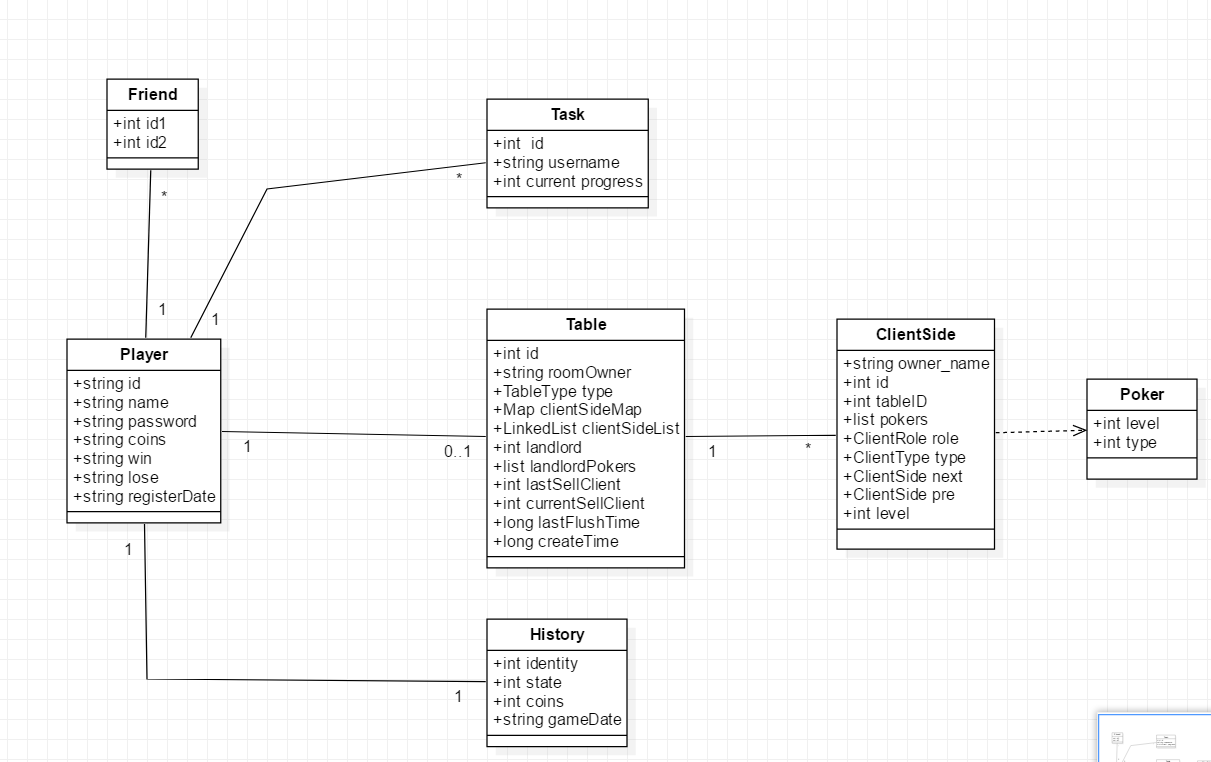 Friend
+int id1
+int id2
*
1
Task
+int  id
+string username
+int current progress
*
1
Player
+string id
+string name
+string password
+string coins
+string win
+string lose
+string registerDate
1
0..1
Table
+int id
+string roomOwner
+TableType type
+Map clientSideMap
+LinkedList clientSideList
+int landlord
+list landlordPokers
+int lastSellClient
+int currentSellClient
+long lastFlushTime
+long createTime
1
*
ClientSide
+string owner_name
+int id
+int tableID
+list pokers
+ClientRole role
+ClientType type
+ClientSide next
+ClientSide pre
+int level
Poker
+int level
+int type
1
1
History
+int identity
+int state
+int coins
+string gameDate